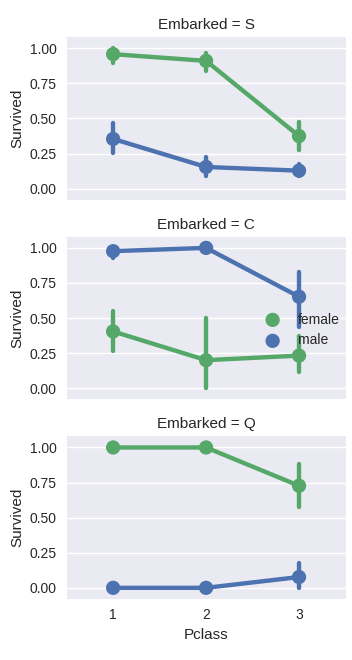 Embarked = S
1.00
0.75
0.50
0.25
0.00
Survived
Embarked = C
1.00
0.75
0.50
0.25
0.00
Survived
female
male
Embarked = Q
1.00
0.75
0.50
0.25
0.00
Survived
1 2 3
Pclass